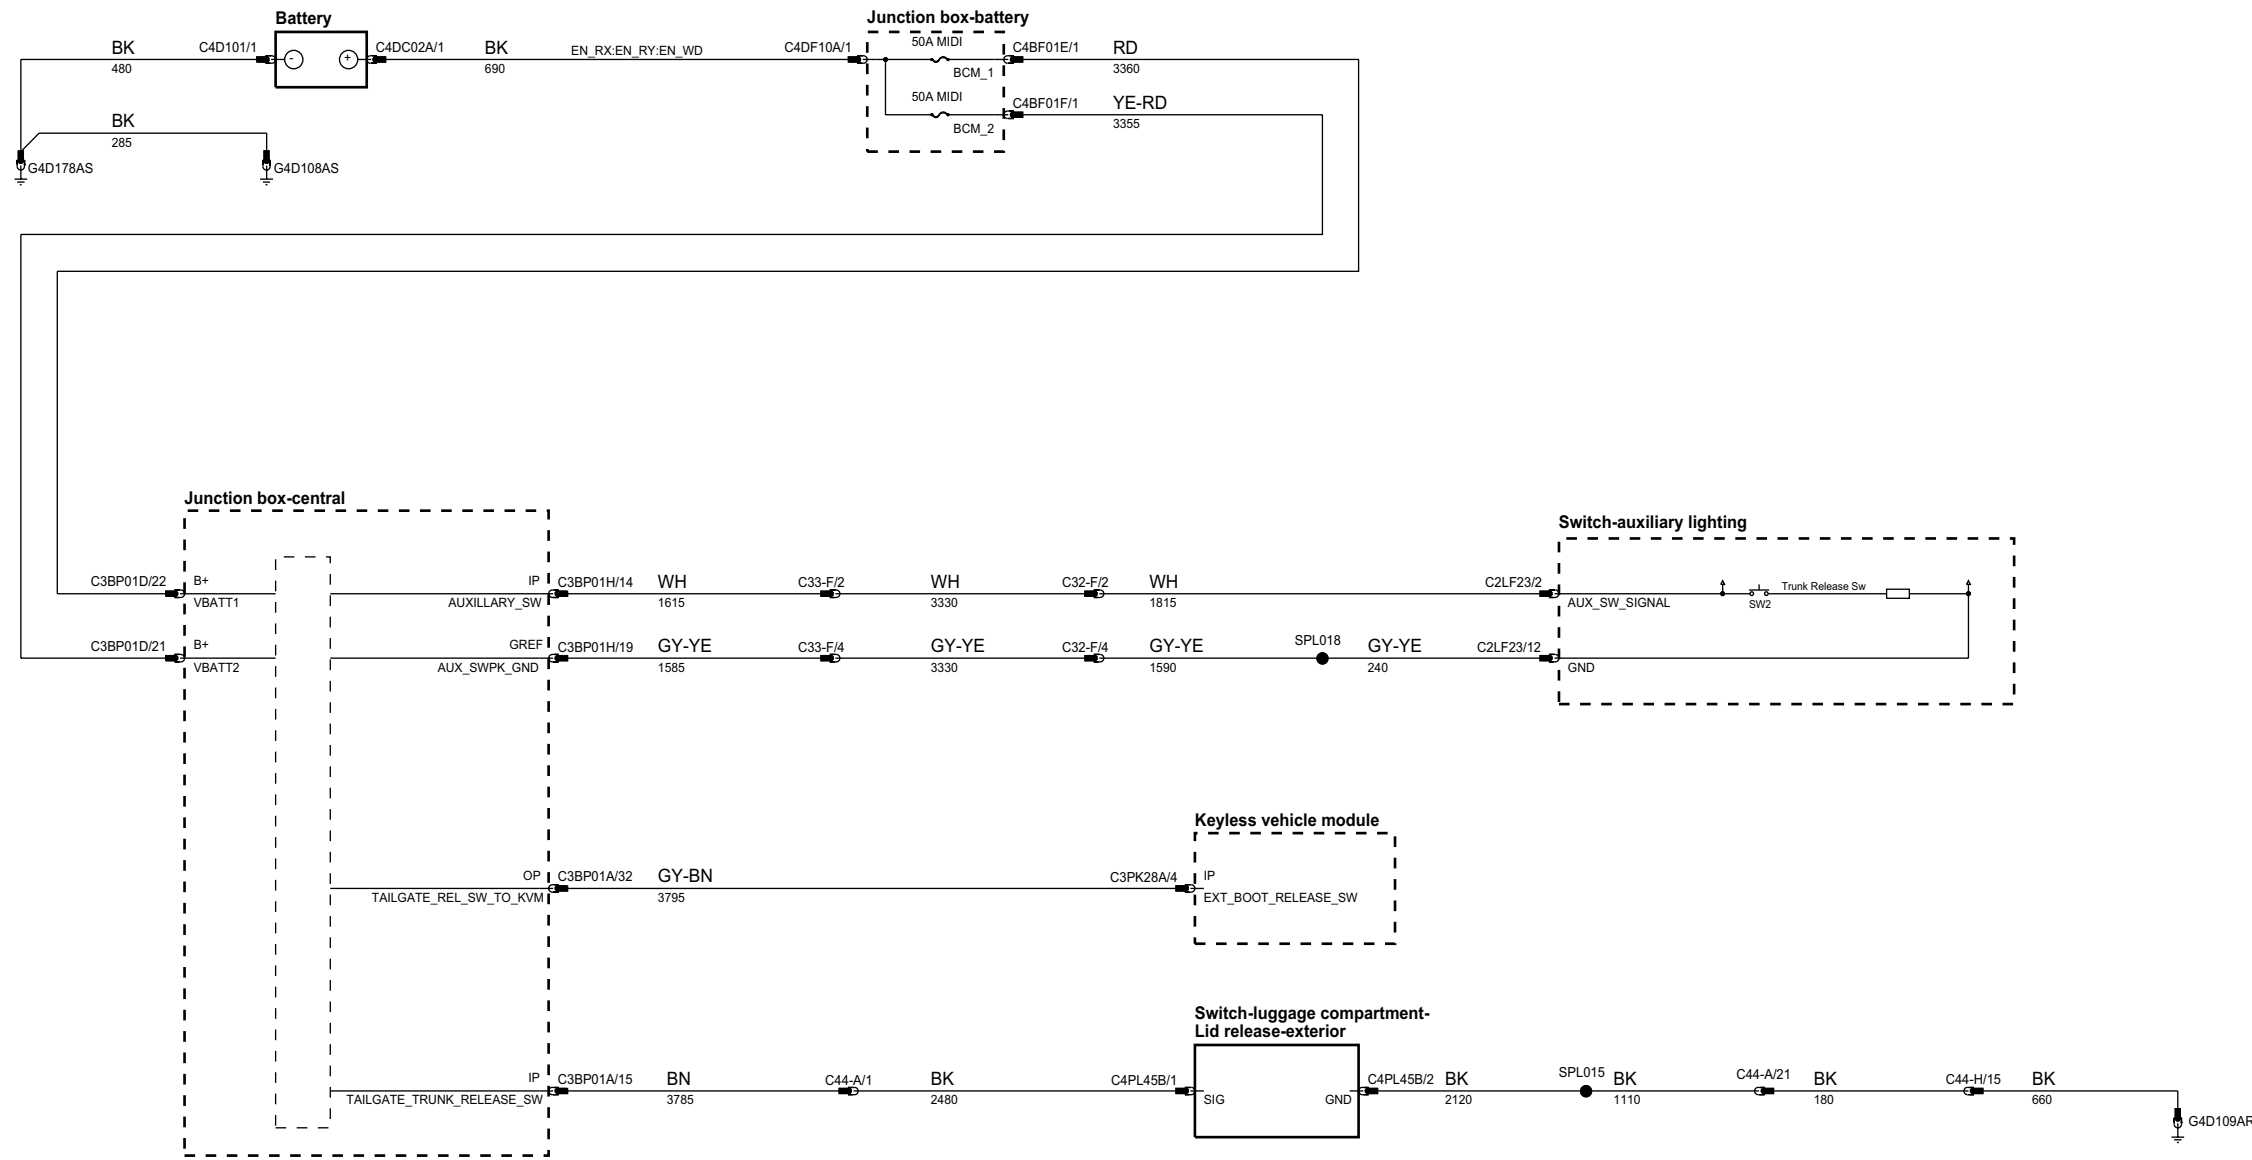 Battery
Junction box-battery
BK
480
C4D101/1
-
+
C4DC02A/1
BK
690
EN_RX:EN_RY:EN_WD
C4DF10A/1
50A MIDI
BCM_1
C4BF01E/1
RD
3360
50A MIDI
BCM_2
C4BF01F/1
YE-RD
3355
BK
285
G4D178AS
G4D108AS
Junction box-central
Switch-auxiliary lighting
C3BP01D/22
B+
VBATT1
IP
AUXILLARY_SW
C3BP01H/14
WH
1615
C33-F/2
WH
3330
C32-F/2
WH
1815
C2LF23/2
AUX_SW_SIGNAL
SW2
Trunk Release Sw
C3BP01D/21
B+
VBATT2
GREF
AUX_SWPK_GND
C3BP01H/19
GY-YE
1585
C33-F/4
GY-YE
3330
C32-F/4
GY-YE
1590
SPL018
GY-YE
240
C2LF23/12
GND
Keyless vehicle module
OP
TAILGATE_REL_SW_TO_KVM
C3BP01A/32
GY-BN
3795
C3PK28A/4
IP
EXT_BOOT_RELEASE_SW
Switch-luggage compartment-
Lid release-exterior
IP
TAILGATE_TRUNK_RELEASE_SW
C3BP01A/15
BN
3785
C44-A/1
BK
2480
C4PL45B/1
SIG
GND
C4PL45B/2
BK
2120
SPL015
BK
1110
C44-A/21
BK
180
C44-H/15
BK
660
G4D109AR